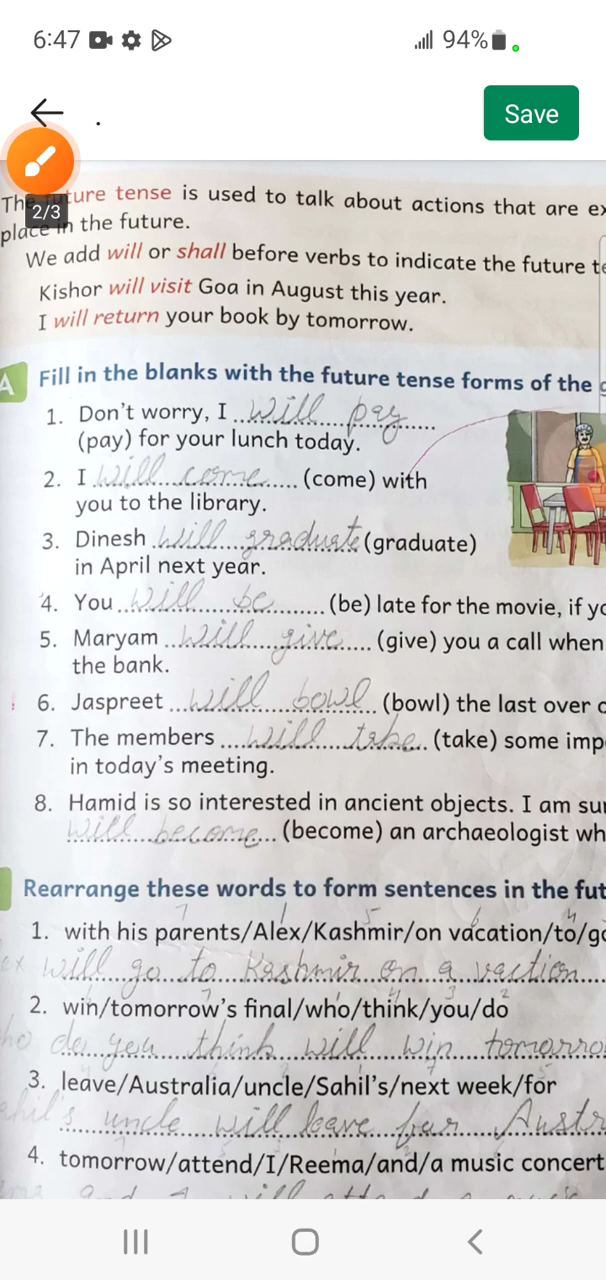 6:47 94%
.
Save
2/3
The future tense is used to talk about actions that are ex
place in the future.
We add will or shall before verbs to indicate the future te
Kishor will visit Goa in August this year.
I will return your book by tomorrow.
A Fill in the blanks with the future tense forms of the g
1. Don't worry, I will pay
(pay) for your lunch today.
2. I will come (come) with
you to the library.
3. Dinesh will graduate (graduate)
in April next year.
4. You will be (be) late for the movie, if yo
5. Maryam will give (give) you a call when
the bank.
6. Jaspreet will bowl (bowl) the last over o
7. The members will take (take) some imp
in today's meeting.
8. Hamid is so interested in ancient objects. I am sur
will become (become) an archaeologist wh
Rearrange these words to form sentences in the fut
1. with his parents/Alex/Kashmir/on vacation/to/go
ex will go to Kashmir on a vection
2. win/tomorrow's final/who/think/you/do
ho do you think will win tomorro
3. leave/Australia/uncle/Sahil's/next week/for
ahil's uncle will leave for Austr
4. tomorrow/attend/I/Reema/and/a music concert